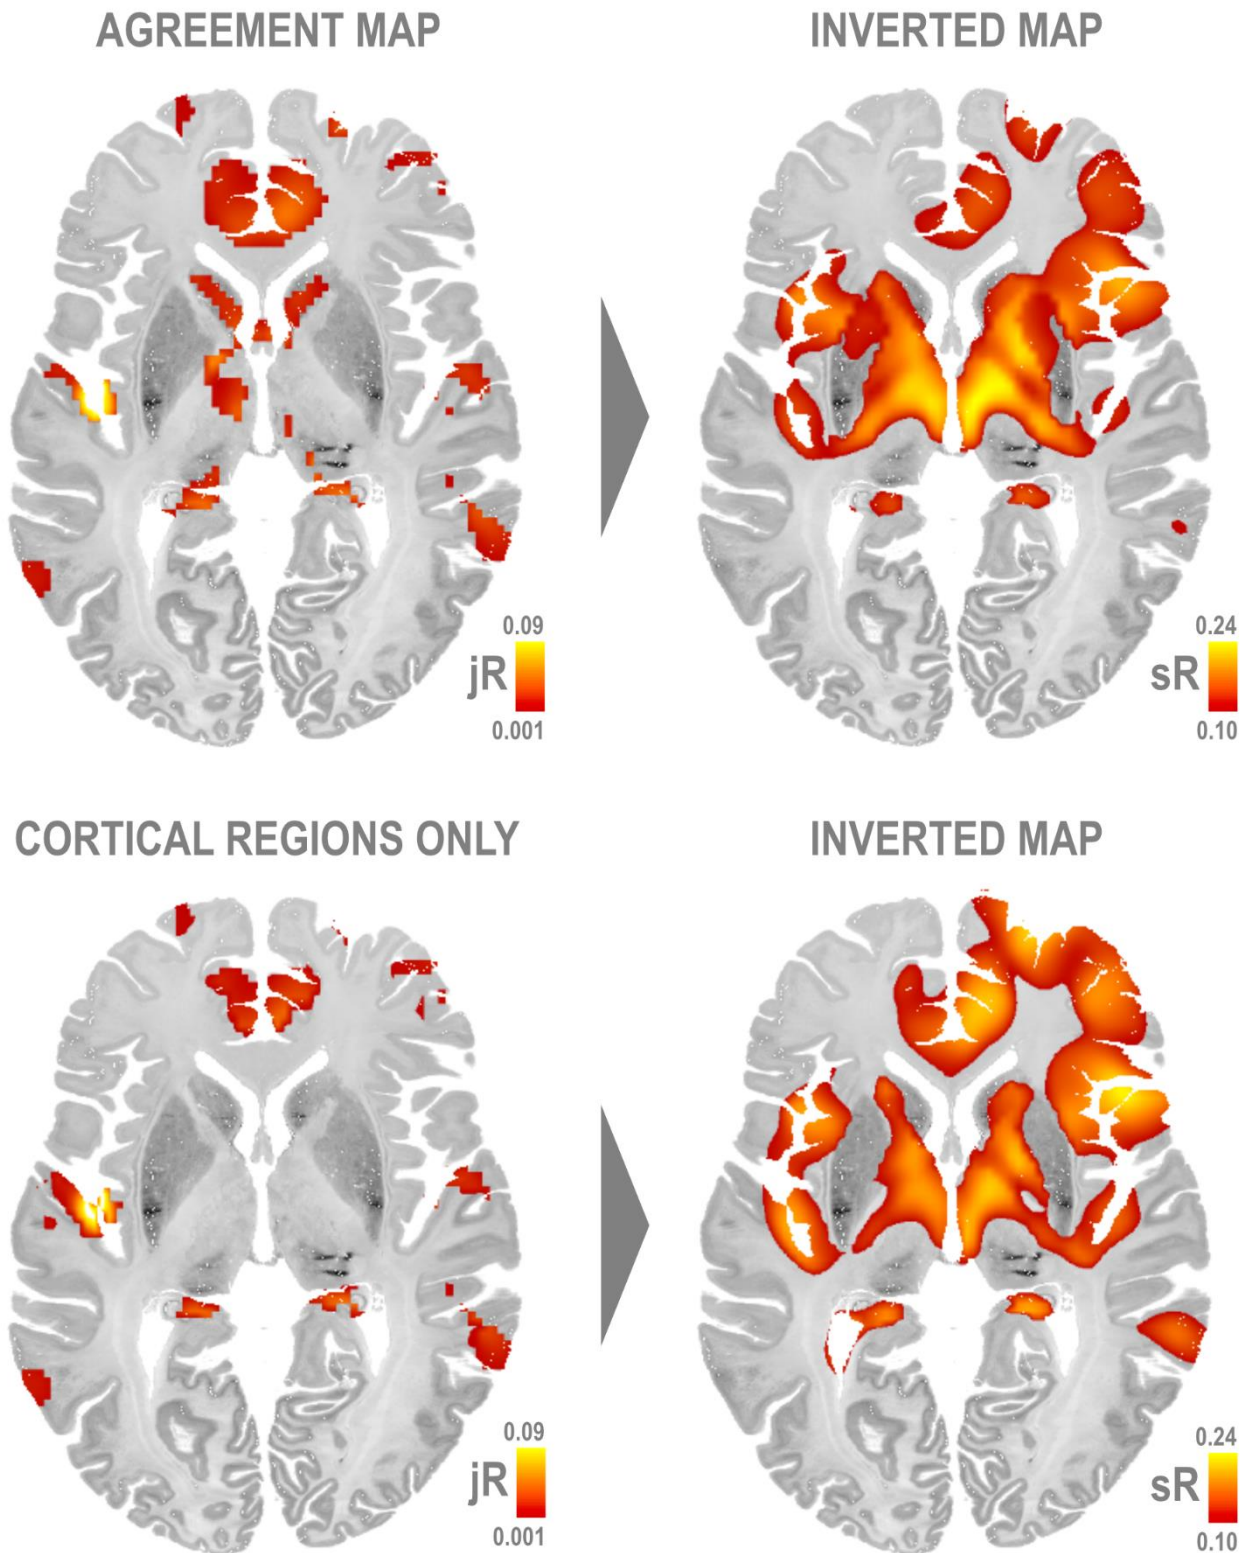 AGREEMENT MAP
INVERTED MAP
0.09
jR
0.001
0.24
sR
0.10
CORTICAL REGIONS ONLY
INVERTED MAP
0.09
jR
0.001
0.24
sR
0.10